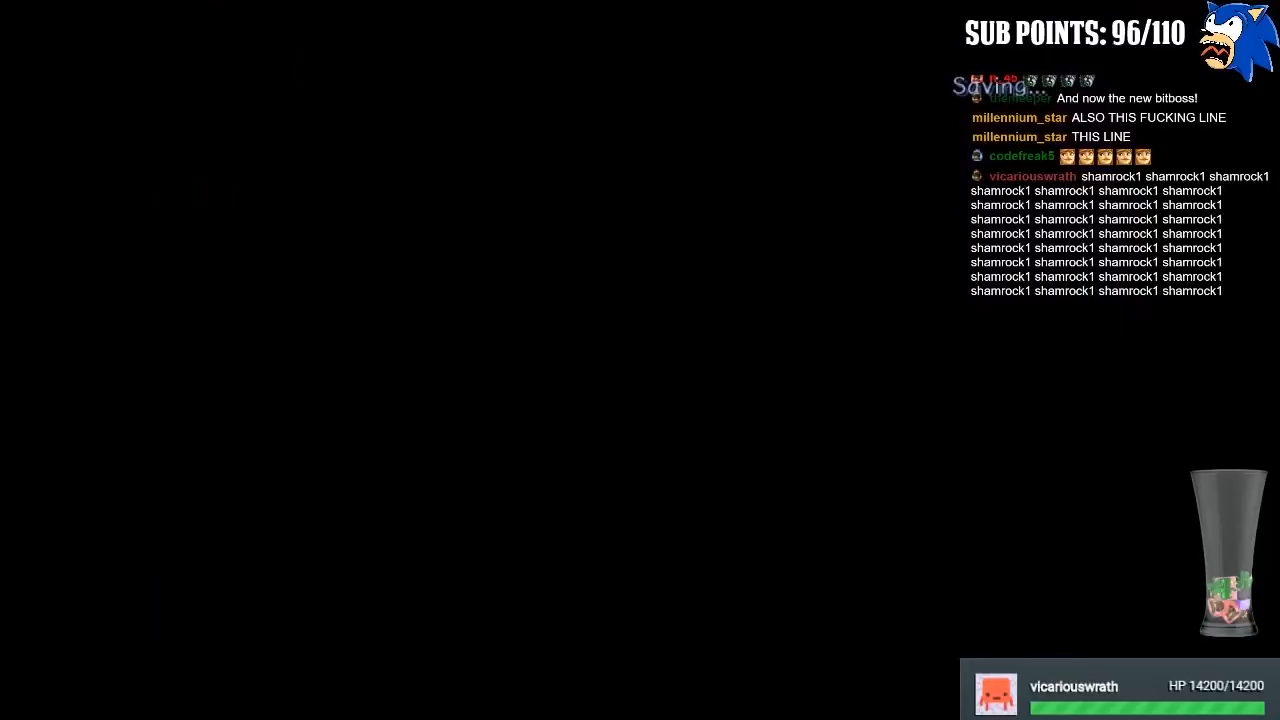 SUB POINTS: 96/110
Saving...
And now the new bitboss!
millennium_star ALSO THIS FUCKING LINE
millennium_star THIS LINE
codefreak5
vicariouswrath shamrock1 shamrock1 shamrock1
shamrock1 shamrock1 shamrock1 shamrock1
shamrock1 shamrock1 shamrock1 shamrock1
shamrock1 shamrock1 shamrock1 shamrock1
shamrock1 shamrock1 shamrock1 shamrock1
shamrock1 shamrock1 shamrock1 shamrock1
shamrock1 shamrock1 shamrock1 shamrock1
shamrock1 shamrock1 shamrock1 shamrock1
shamrock1 shamrock1 shamrock1 shamrock1
vicariouswrath HP 14200/14200